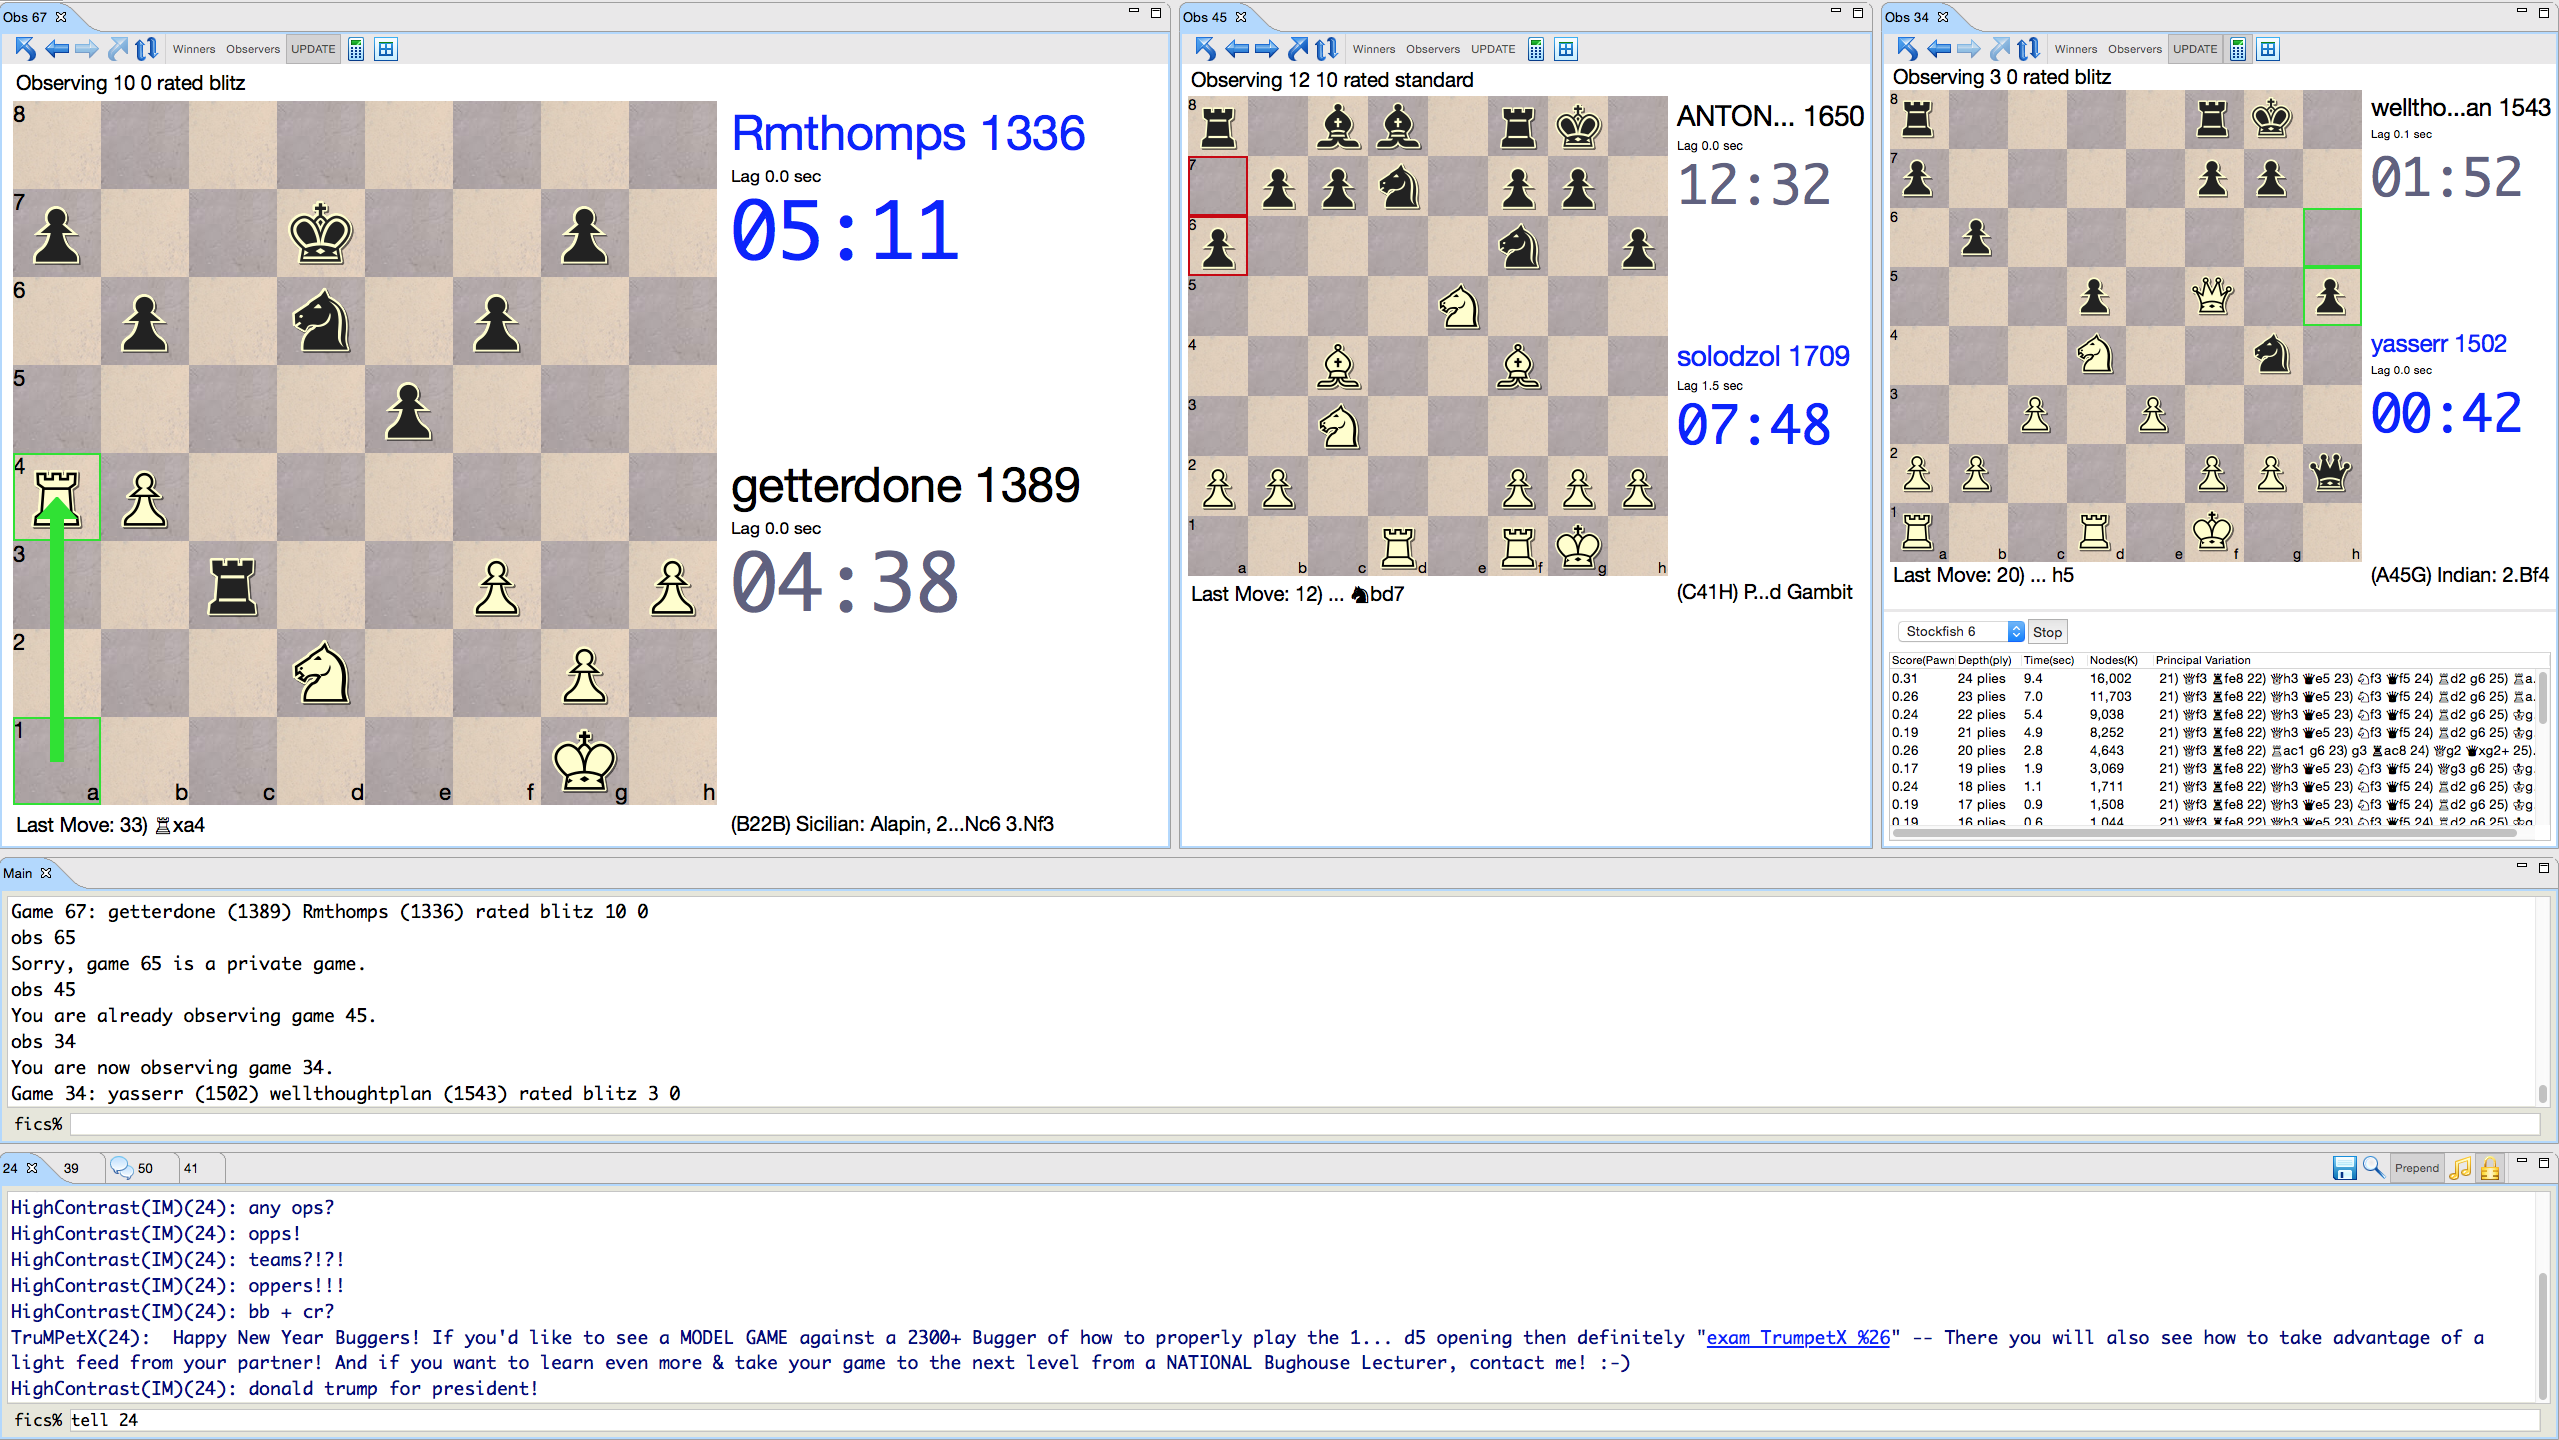 Obs 67
Winners Observers UPDATE
Observing 10 0 rated blitz
8
7
6
5
4
3
2
1
a b c d e f g h
Rmthomps 1336
Lag 0.0 sec
05:11
getterdone 1389
Lag 0.0 sec
04:38
Last Move: 33) ♖xa4
(B22B) Sicilian: Alapin, 2...Nc6 3.Nf3
Obs 45
Winners Observers UPDATE
Observing 12 10 rated standard
8
7
6
5
4
3
2
1
a b c d e f g h
ANTON... 1650
Lag 0.0 sec
12:32
solodzol 1709
Lag 1.5 sec
07:48
Last Move: 12) ... ♞bd7
(C41H) P...d Gambit
Obs 34
Winners Observers UPDATE
Observing 3 0 rated blitz
8
7
6
5
4
3
2
1
a b c d e f g h
welltho...an 1543
Lag 0.1 sec
01:52
yasserr 1502
Lag 0.0 sec
00:42
Last Move: 20) ... h5
(A45G) Indian: 2.Bf4
Stockfish 6 Stop
Score(Pawn Depth(ply) Time(sec) Nodes(K) Principal Variation
0.31 24 plies 9.4 16,002 21) ♕f3 ♜fe8 22) ♕h3 ♛e5 23) ♘f3 ♛f5 24) ♖d2 g6 25) ♖a.
0.26 23 plies 7.0 11,703 21) ♕f3 ♜fe8 22) ♕h3 ♛e5 23) ♘f3 ♛f5 24) ♖d2 g6 25) ♖a.
0.24 22 plies 5.4 9,038 21) ♕f3 ♜fe8 22) ♕h3 ♛e5 23) ♘f3 ♛f5 24) ♖d2 g6 25) ♔g
0.19 21 plies 4.9 8,252 21) ♕f3 ♜fe8 22) ♕h3 ♛e5 23) ♘f3 ♛f5 24) ♖d2 g6 25) ♔g
0.26 20 plies 2.8 4,643 21) ♕f3 ♜fe8 22) ♖ac1 g6 23) g3 ♜ac8 24) ♕g2 ♛xg2+ 25).
0.17 19 plies 1.9 3,069 21) ♕f3 ♜fe8 22) ♕h3 ♛e5 23) ♘f3 ♛f5 24) ♕g3 g6 25) ♔g
0.24 18 plies 1.1 1,711 21) ♕f3 ♜fe8 22) ♕h3 ♛e5 23) ♘f3 ♛f5 24) ♖d2 g6 25) ♔g
0.19 17 plies 0.9 1,508 21) ♕f3 ♜fe8 22) ♕h3 ♛e5 23) ♘f3 ♛f5 24) ♖d2 g6 25) ♔g
0.19 16 plies 0.6 1,044 21) ♕f3 ♜fe8 22) ♕h3 ♛e5 23) ♘f3 ♛f5 24) ♖d2 g6 25) ♔g
Main
Game 67: getterdone (1389) Rmthomps (1336) rated blitz 10 0
obs 65
Sorry, game 65 is a private game.
obs 45
You are already observing game 45.
obs 34
You are now observing game 34.
Game 34: yasserr (1502) wellthoughtplan (1543) rated blitz 3 0
fics%
24 39 50 41
Prepend
HighContrast(IM)(24): any ops?
HighContrast(IM)(24): opps!
HighContrast(IM)(24): teams?!?!
HighContrast(IM)(24): oppers!!!
HighContrast(IM)(24): bb + cr?
TruMPetX(24):  Happy New Year Buggers! If you'd like to see a MODEL GAME against a 2300+ Bugger of how to properly play the 1... d5 opening then definitely "exam TrumpetX %26" -- There you will also see how to take advantage of a
light feed from your partner! And if you want to learn even more & take your game to the next level from a NATIONAL Bughouse Lecturer, contact me! :-)
HighContrast(IM)(24): donald trump for president!
fics% tell 24